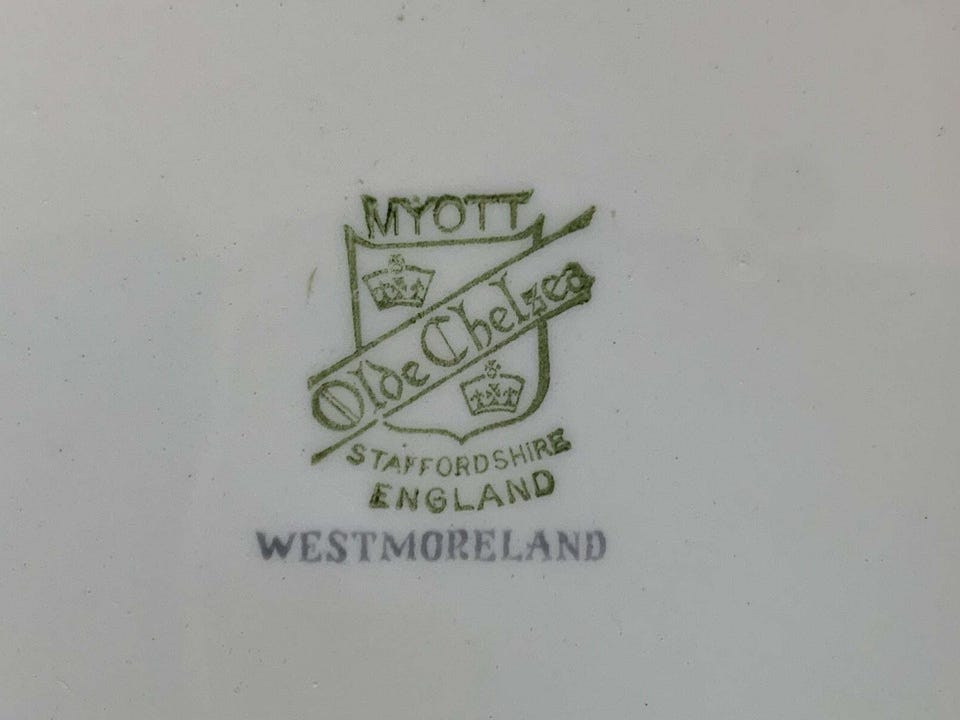 MYOTT
Olde Chelsea
STAFFORDSHIRE
ENGLAND
WESTMORELAND